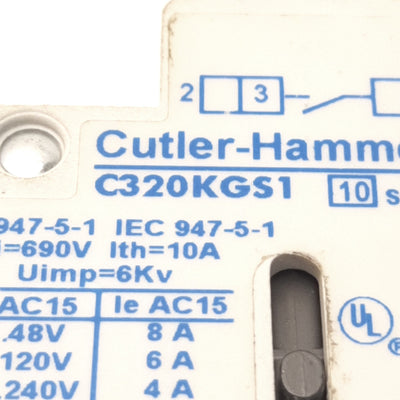 2 3
Cutler-Hamme
C320KGS1 10 S
947-5-1 IEC 947-5-1
i=690V Ith=10A
Uimp=6Kv
AC15 Ie AC15
.48V 8 A
120V 6 A
.240V 4 A
UL
R